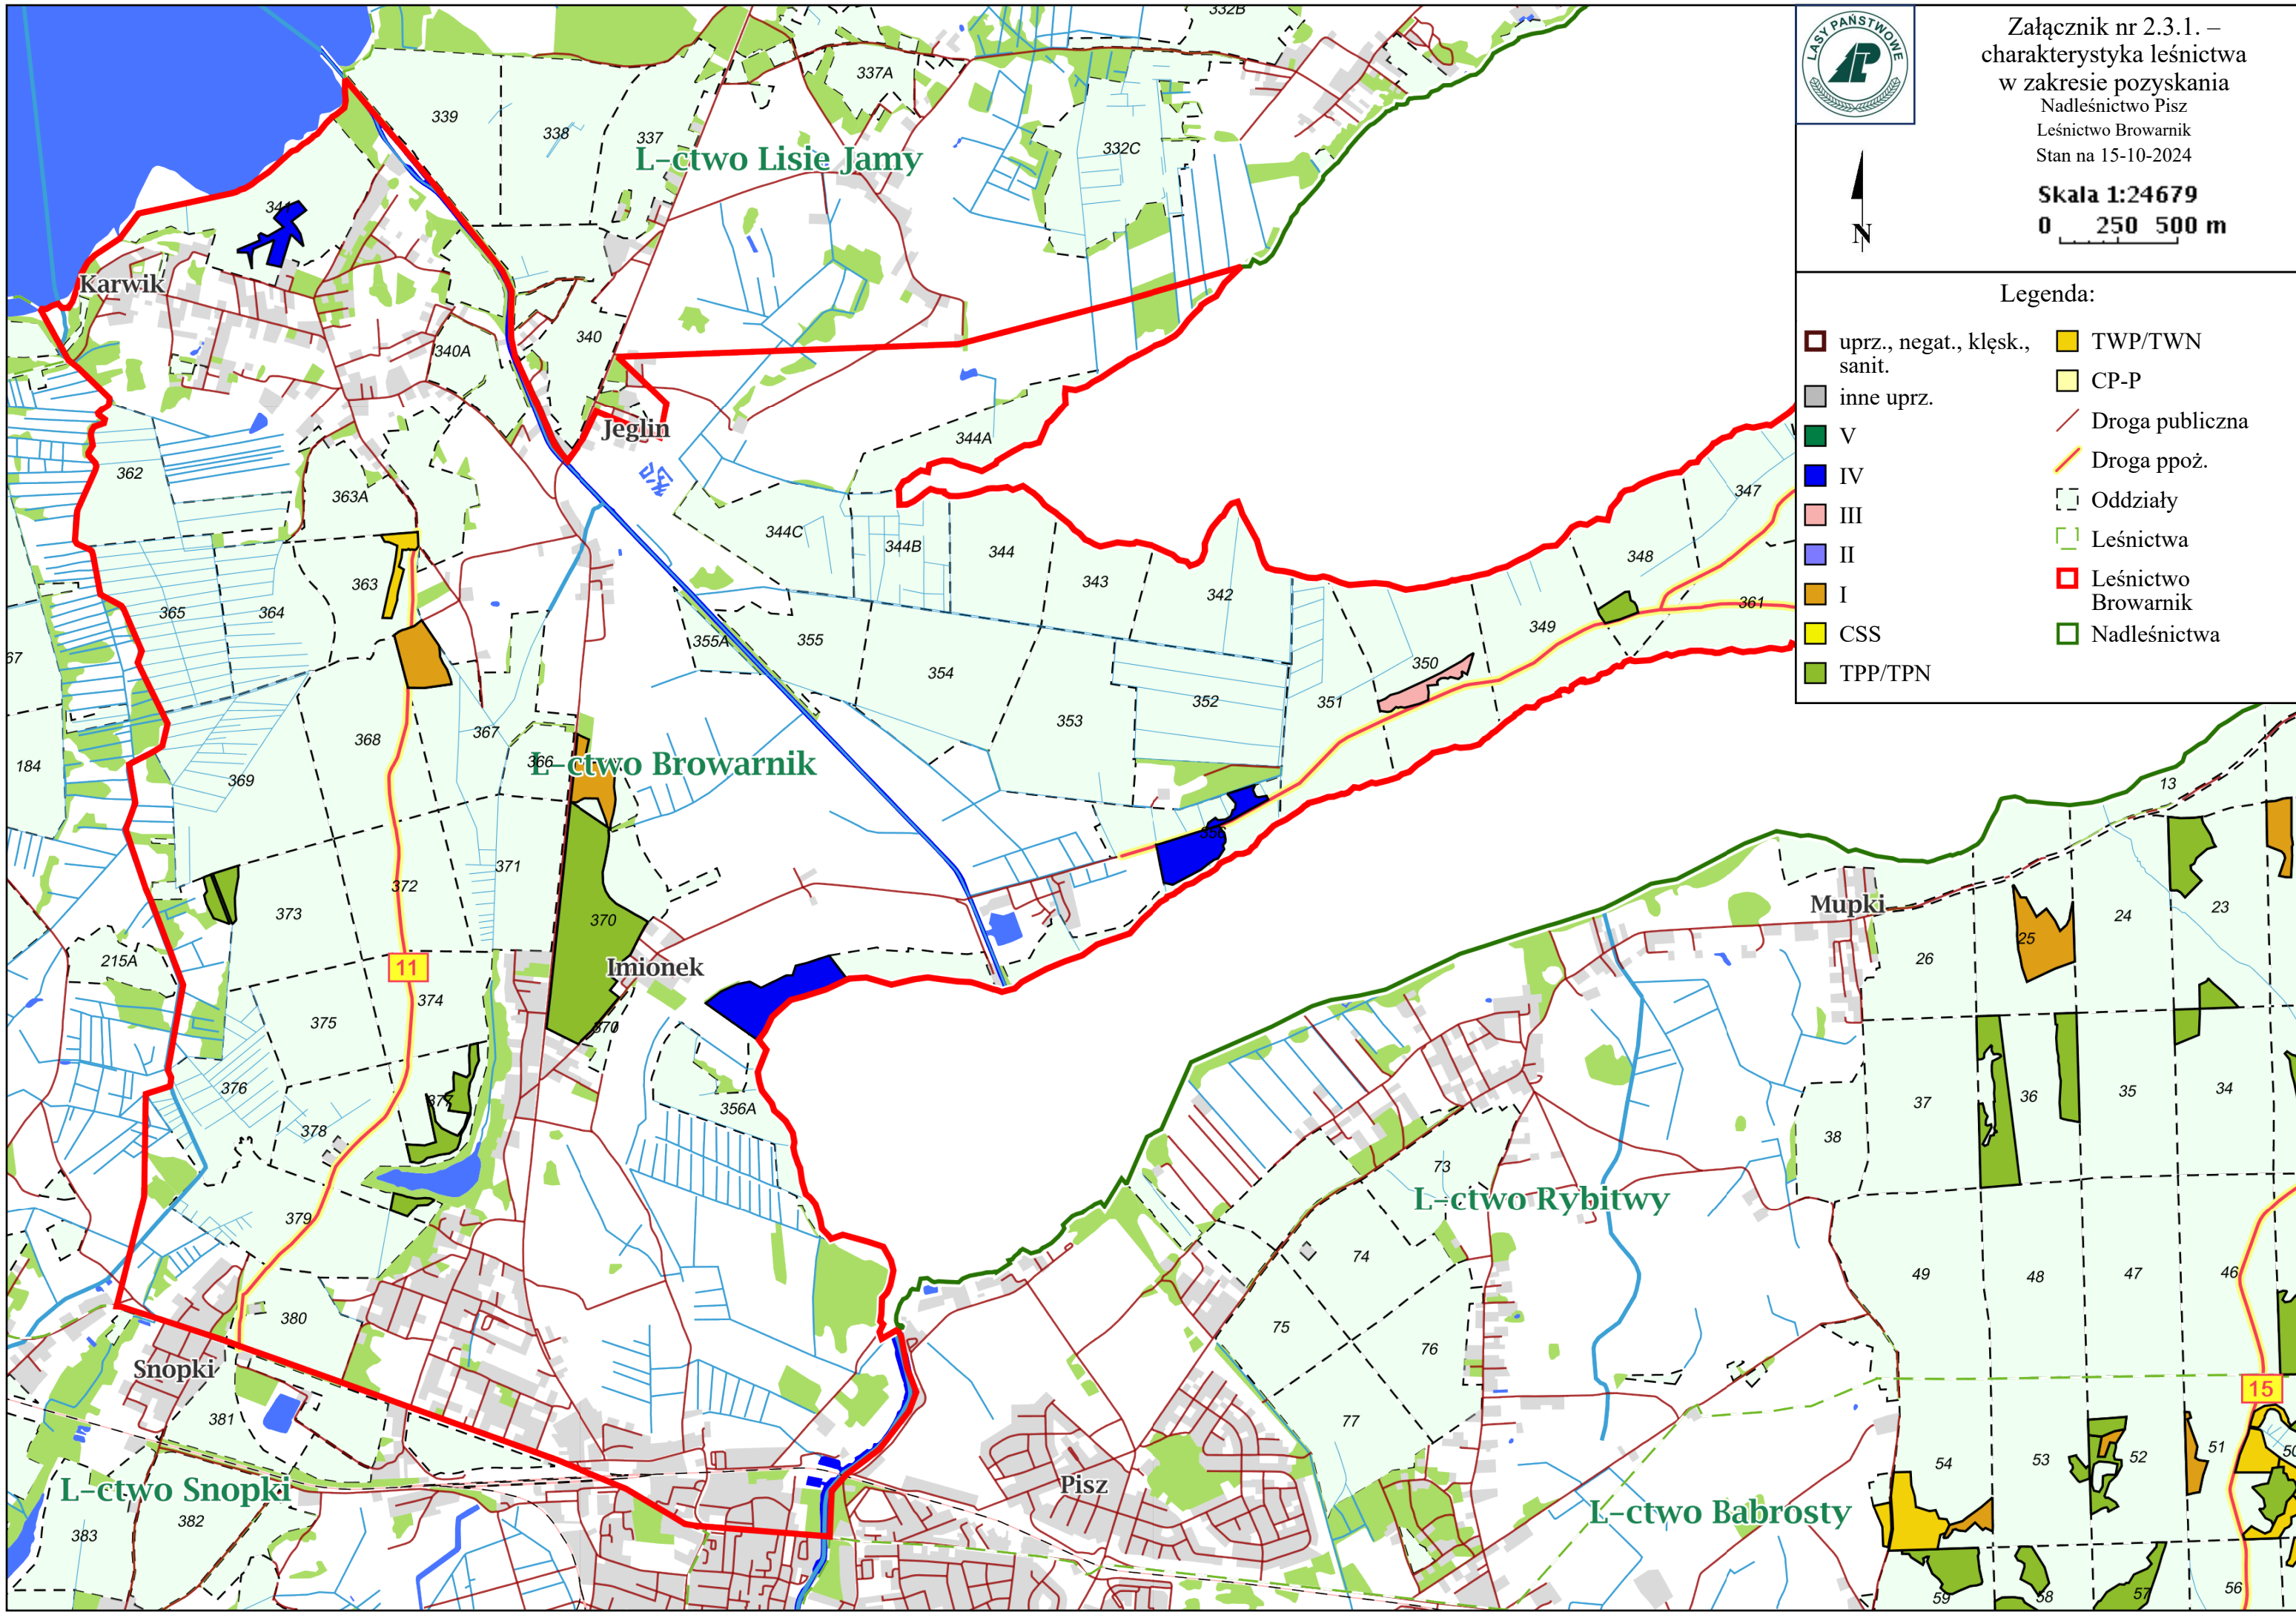 LASY PAŃSTWOWE
Załącznik nr 2.3.1. –
charakterystyka leśnictwa
w zakresie pozyskania
Nadleśnictwo Pisz
Leśnictwo Browarnik
Stan na 15-10-2024
Skala 1:24679
0 250 500 m
N
Legenda:
uprz., negat., klęsk.,
sanit.
inne uprz.
V
IV
III
II
I
CSS
TPP/TPN
TWP/TWN
CP-P
Droga publiczna
Droga ppoż.
Oddziały
Leśnictwa
Leśnictwo
Browarnik
Nadleśnictwa
332B
337A
339
338
337
L-ctwo Lisie Jamy
332C
341
Karwik
340
340A
Jeglin
344A
362
363A
347
344C
344B
344
348
343
342
363
365
364
361
349
355A
355
67
350
354
352
351
353
368
367
366
L-ctwo Browarnik
184
369
13
356
371
372
370
373
Mupki
24
23
25
26
215A
11
Imionek
374
375
370
376
377
356A
378
37
36
35
34
38
73
L-ctwo Rybitwy
379
74
49
48
47
46
380
75
76
Snopki
15
381
77
51
50
52
53
54
Pisz
L-ctwo Snopki
L-ctwo Babrosty
382
383
59
58
57
56